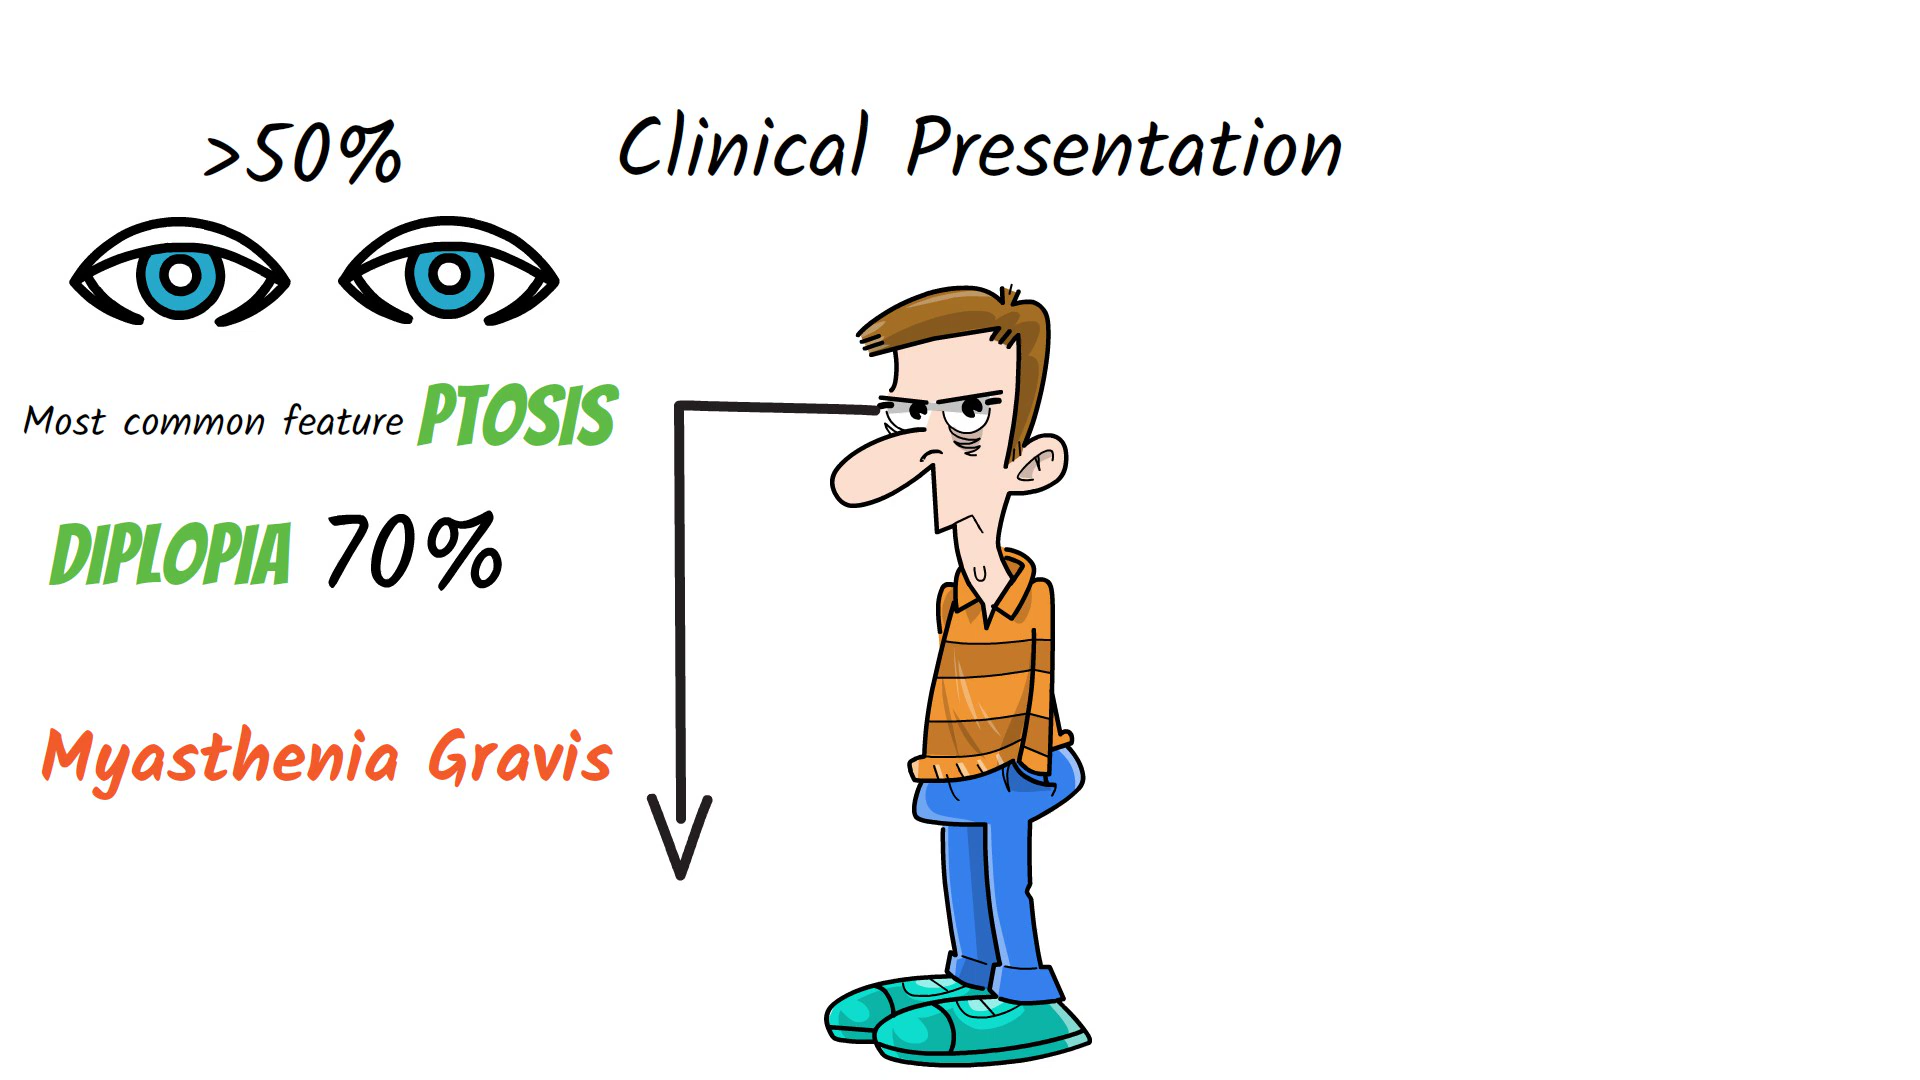 Clinical Presentation
>50%
Most common feature PTOSIS
DIPLOPIA 70%
Myasthenia Gravis